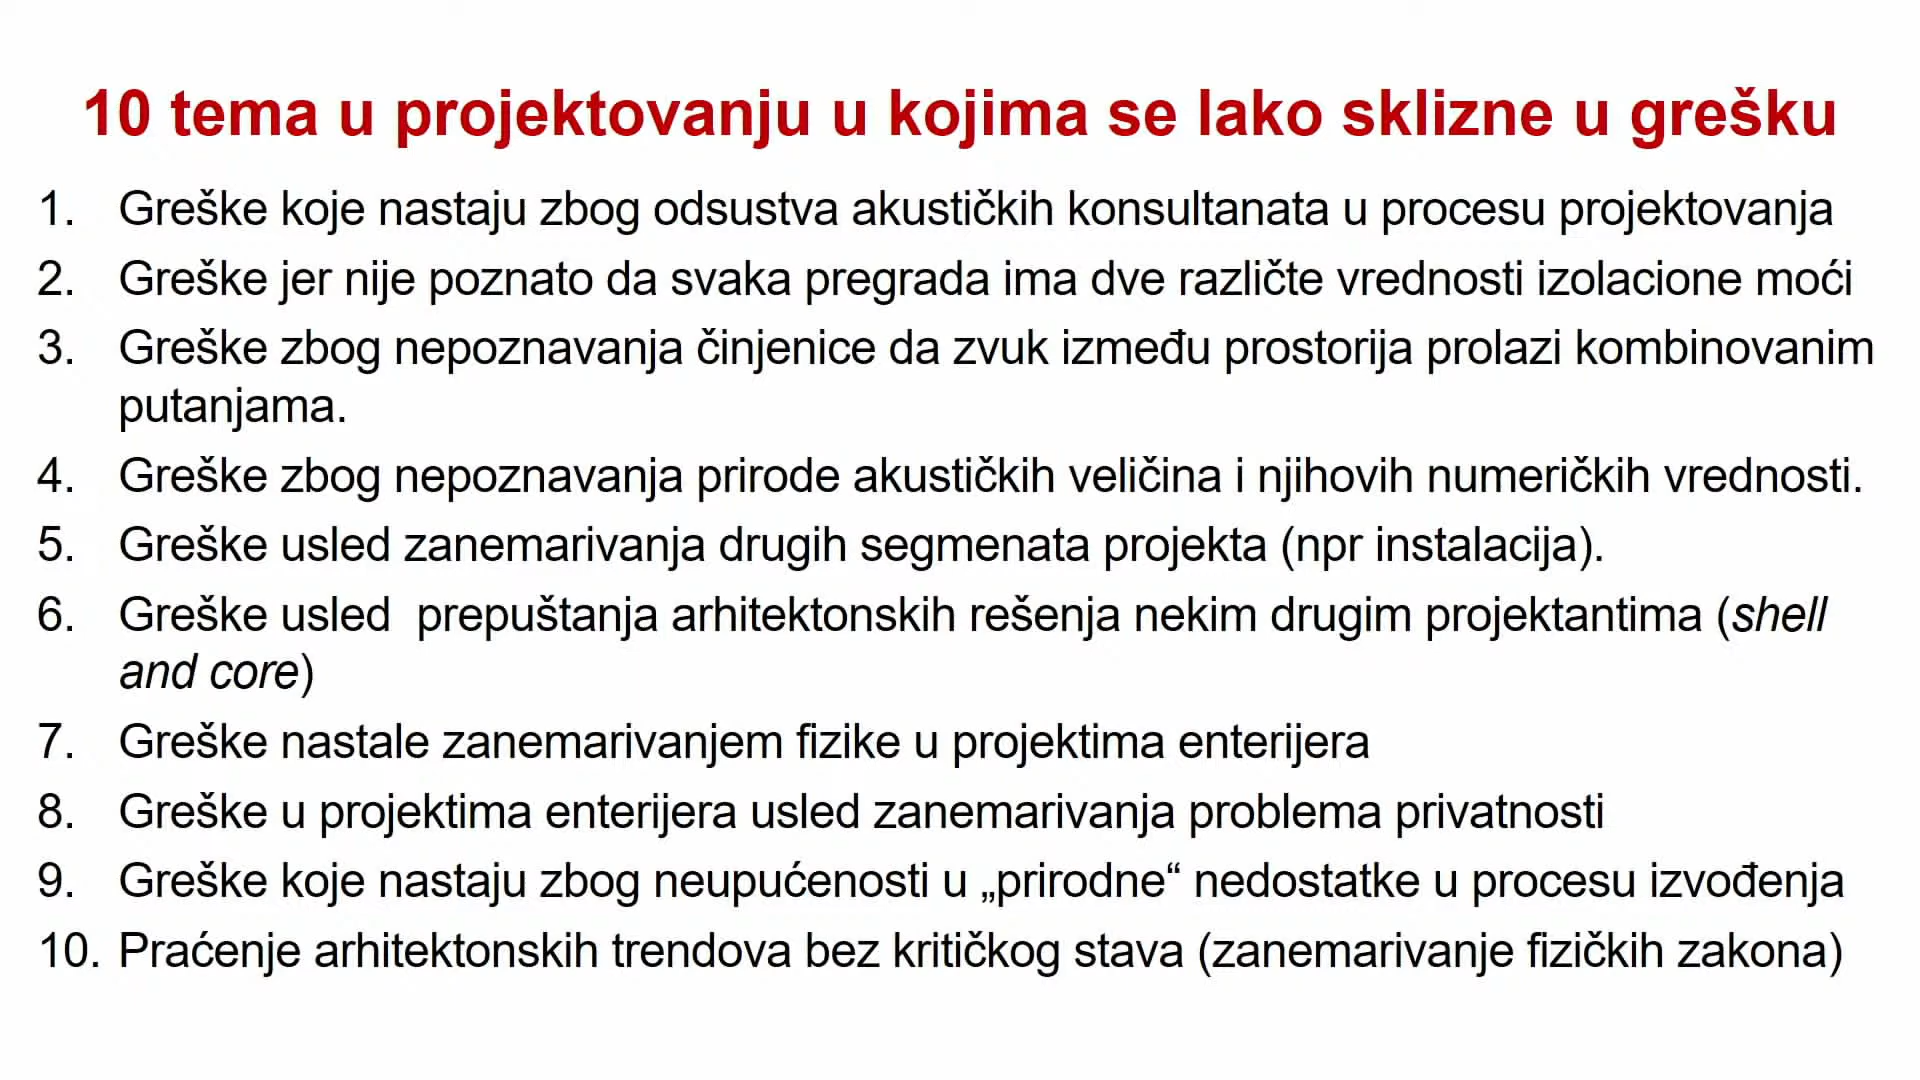 10 tema u projektovanju u kojima se lako sklizne u grešku
1. Greške koje nastaju zbog odsustva akustičkih konsultanata u procesu projektovanja
2. Greške jer nije poznato da svaka pregrada ima dve različte vrednosti izolacione moći
3. Greške zbog nepoznavanja činjenice da zvuk između prostorija prolazi kombinovanim
putanjama.
4. Greške zbog nepoznavanja prirode akustičkih veličina i njihovih numeričkih vrednosti.
5. Greške usled zanemarivanja drugih segmenata projekta (npr instalacija).
6. Greške usled  prepuštanja arhitektonskih rešenja nekim drugim projektantima (shell
and core)
7. Greške nastale zanemarivanjem fizike u projektima enterijera
8. Greške u projektima enterijera usled zanemarivanja problema privatnosti
9. Greške koje nastaju zbog neupućenosti u „prirodne“ nedostatke u procesu izvođenja
10. Praćenje arhitektonskih trendova bez kritičkog stava (zanemarivanje fizičkih zakona)